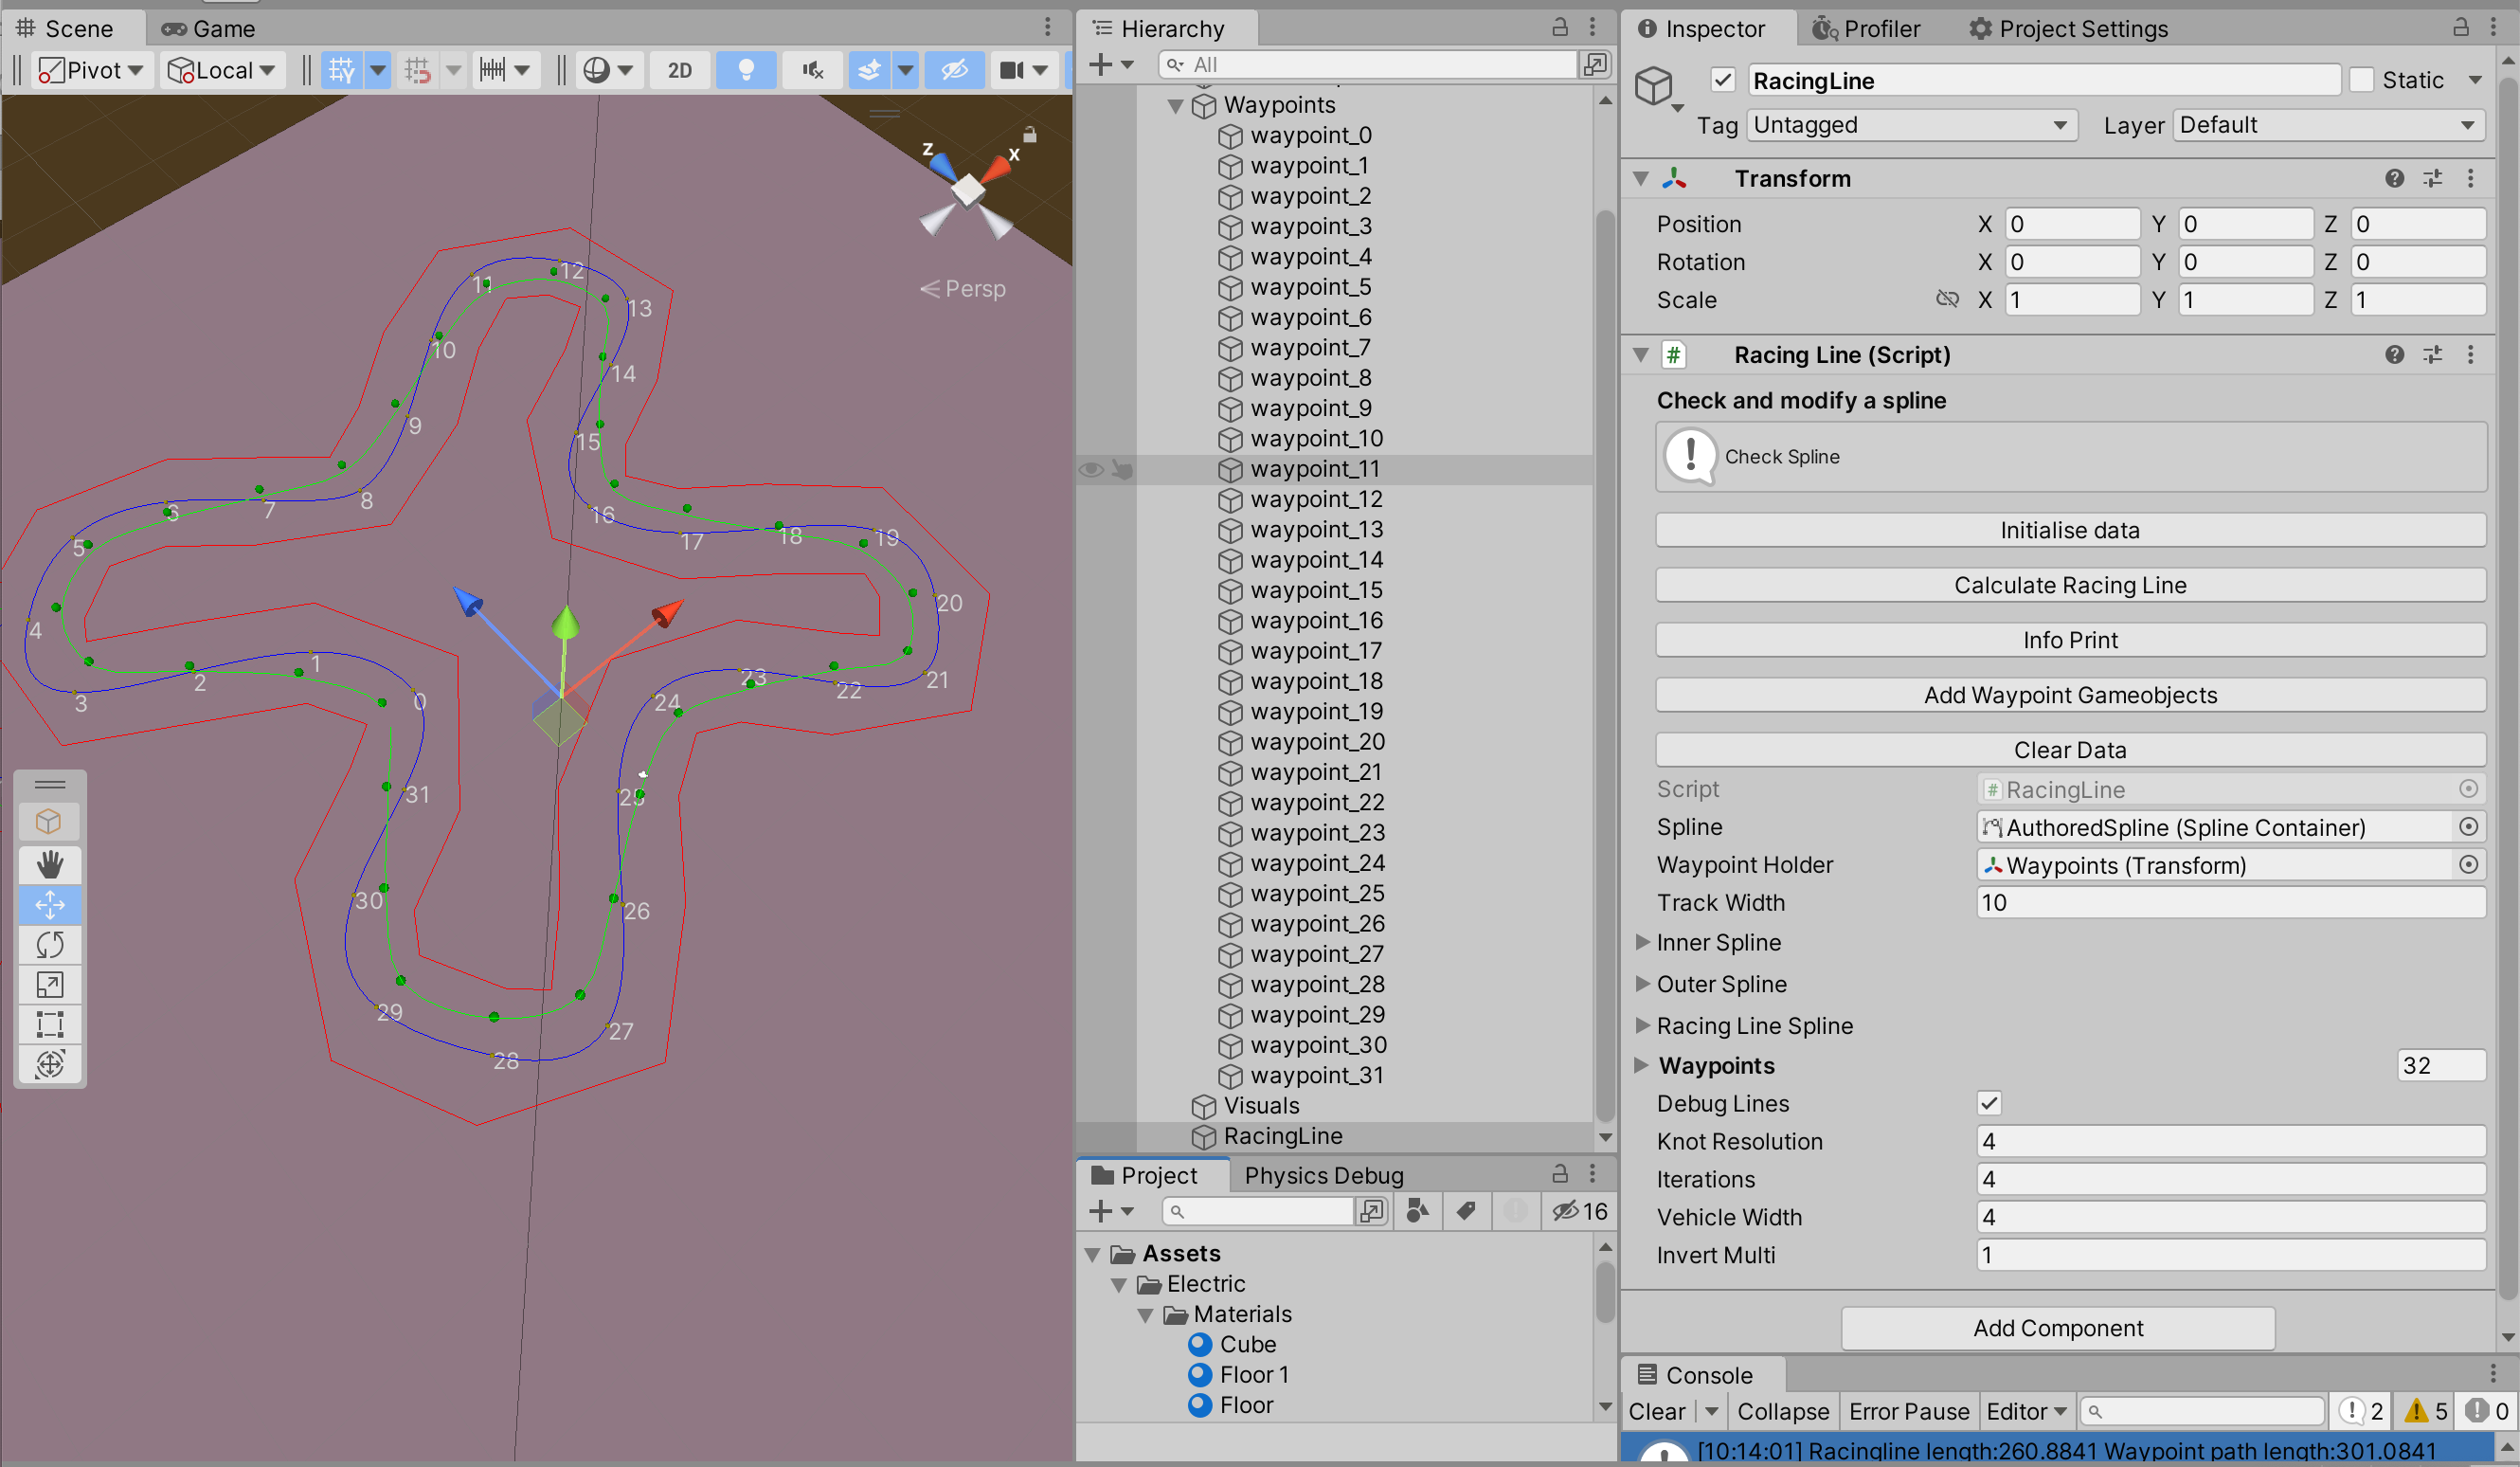 Scene
Game
Pivot
Local
2D
z
x
Persp
0
1
2
3
4
5
6
7
8
9
10
11
12
13
14
15
16
17
18
19
20
21
22
23
24
25
26
27
28
29
30
31
Hierarchy
All
Waypoints
waypoint_0
waypoint_1
waypoint_2
waypoint_3
waypoint_4
waypoint_5
waypoint_6
waypoint_7
waypoint_8
waypoint_9
waypoint_10
waypoint_11
waypoint_12
waypoint_13
waypoint_14
waypoint_15
waypoint_16
waypoint_17
waypoint_18
waypoint_19
waypoint_20
waypoint_21
waypoint_22
waypoint_23
waypoint_24
waypoint_25
waypoint_26
waypoint_27
waypoint_28
waypoint_29
waypoint_30
waypoint_31
Visuals
RacingLine
Project
Physics Debug
16
Assets
Electric
Materials
Cube
Floor 1
Floor
Inspector
Profiler
Project Settings
RacingLine
Static
Tag Untagged
Layer Default
Transform
Position X 0 Y 0 Z 0
Rotation X 0 Y 0 Z 0
Scale X 1 Y 1 Z 1
# Racing Line (Script)
Check and modify a spline
Check Spline
Initialise data
Calculate Racing Line
Info Print
Add Waypoint Gameobjects
Clear Data
Script # RacingLine
Spline AuthoredSpline (Spline Container)
Waypoint Holder Waypoints (Transform)
Track Width 10
Inner Spline
Outer Spline
Racing Line Spline
Waypoints 32
Debug Lines
Knot Resolution 4
Iterations 4
Vehicle Width 4
Invert Multi 1
Add Component
Console
Clear Collapse Error Pause Editor 2 5 0
[10:14:01] Racingline length:260.8841 Waypoint path length:301.0841